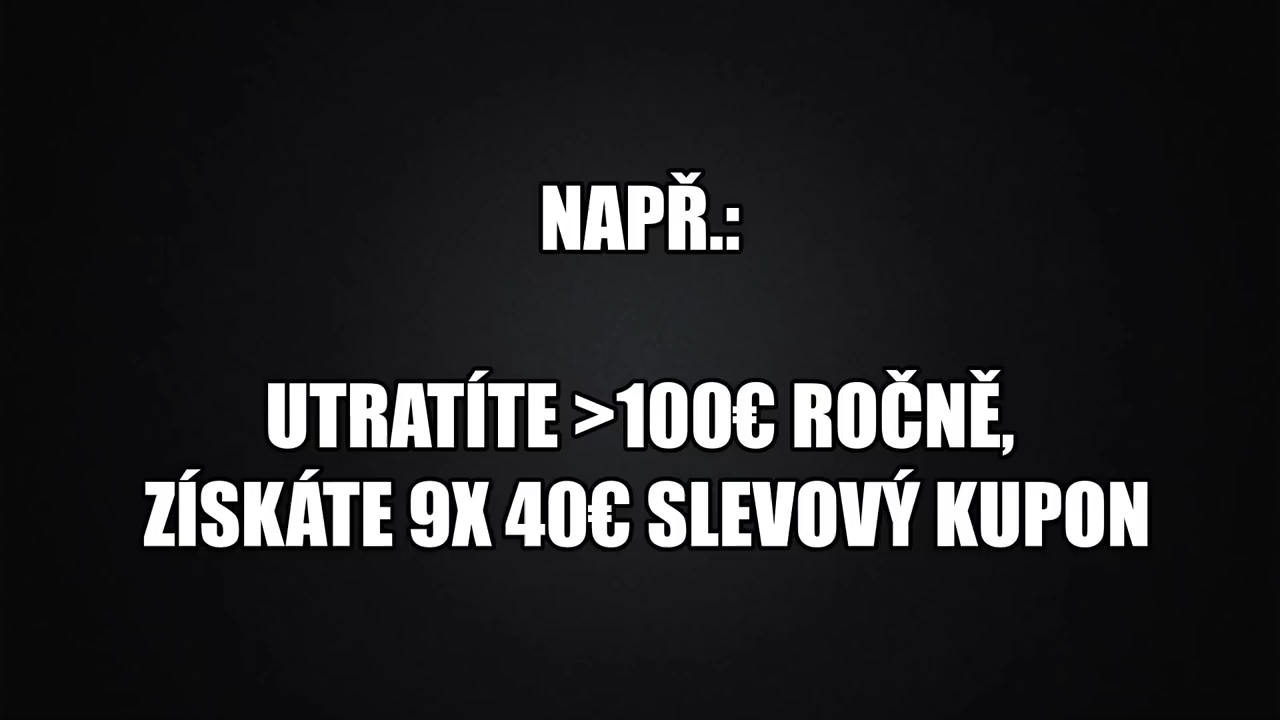 NAPŘ.:
UTRATÍTE >100€ ROČNĚ,
ZÍSKÁTE 9X 40€ SLEVOVÝ KUPON